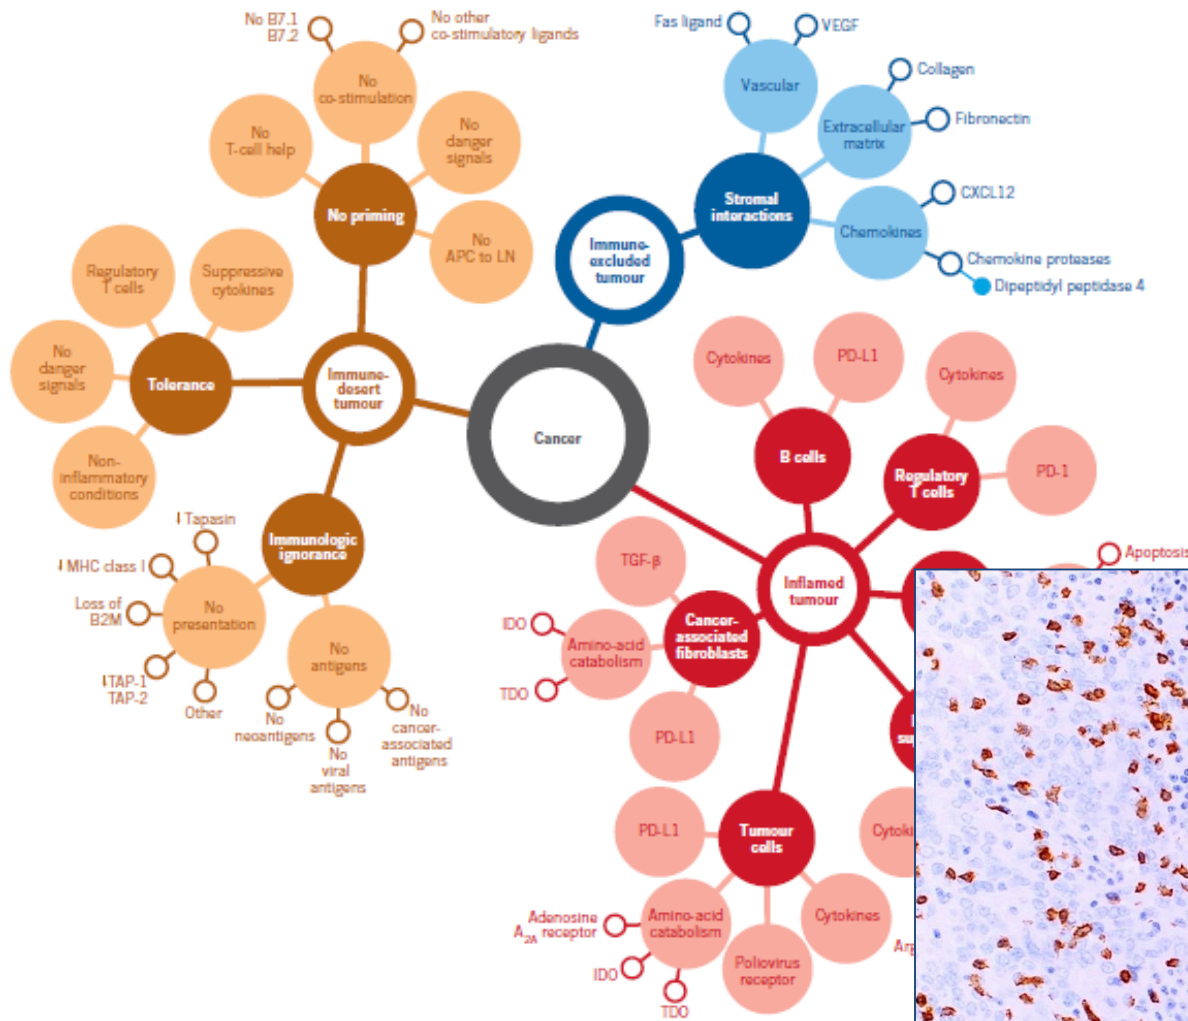 No B7.1
B7.2
No other
co-stimulatory ligands
No
co-stimulation
No
T-cell help
No
danger
signals
No priming
No
APC to LN
Regulatory
T cells
Suppressive
cytokines
No
danger
signals
Tolerance
Non-
inflammatory
conditions
Immune-
desert
tumour
Immunologic
ignorance
↓Tapasin
↓MHC class I
Loss of
B2M
↓TAP-1
TAP-2
Other
No
presentation
No
antigens
No
neoantigens
No
viral
antigens
No
cancer-
associated
antigens
Cancer
Fas ligand
VEGF
Vascular
Collagen
Extracellular
matrix
Fibronectin
Stromal
interactions
CXCL12
Chemokines
Chemokine proteases
Dipeptidyl peptidase 4
Immune-
excluded
tumour
Cytokines
PD-L1
B cells
Cytokines
Regulatory
T cells
PD-1
Inflamed
tumour
Apoptosis
TGF-β
Cancer-
associated
fibroblasts
IDO
Amino-acid
catabolism
TDO
PD-L1
PD-L1
Tumour
cells
Adenosine
A2A receptor
Amino-acid
catabolism
IDO
TDO
Poliovirus
receptor
Cytokines